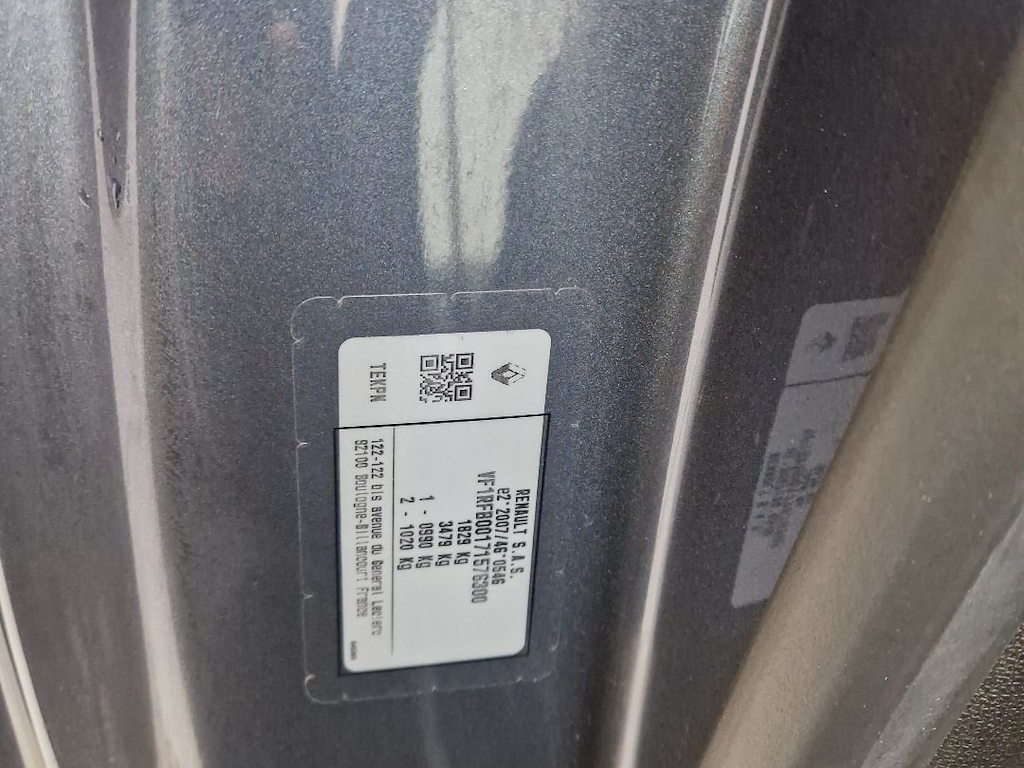 RENAULT S.A.S.
e2*2007/46*0546
VF1RFB00171576300
1829 Kg
3479 Kg
1 - 0990 Kg
2 - 1020 Kg
122-122 bis avenue du General Leclerc
92100 Boulogne-Billancourt France
TEKPN